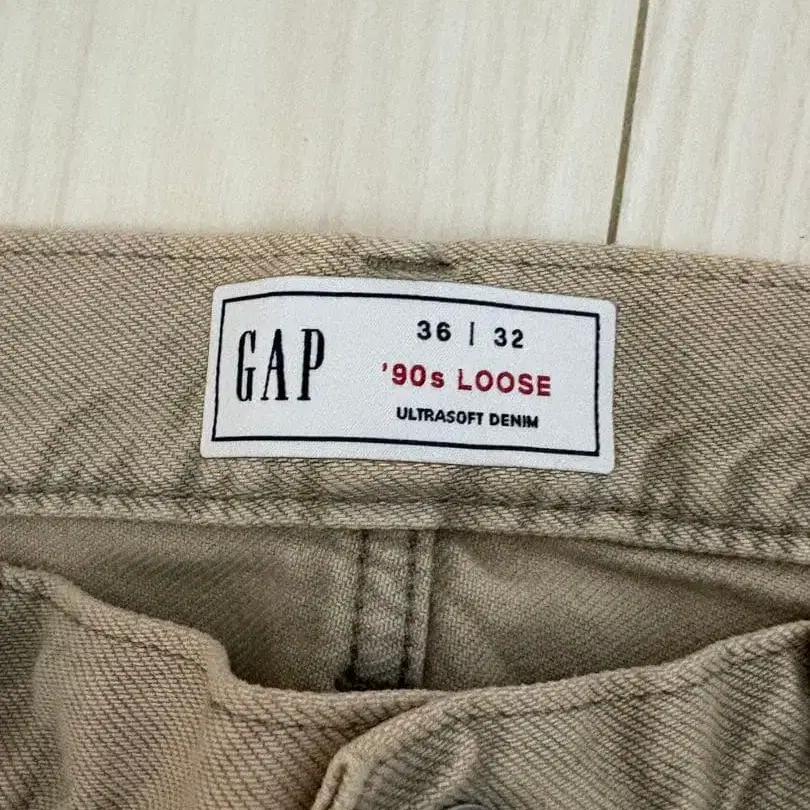 GAP
36 | 32
'90s LOOSE
ULTRASOFT DENIM